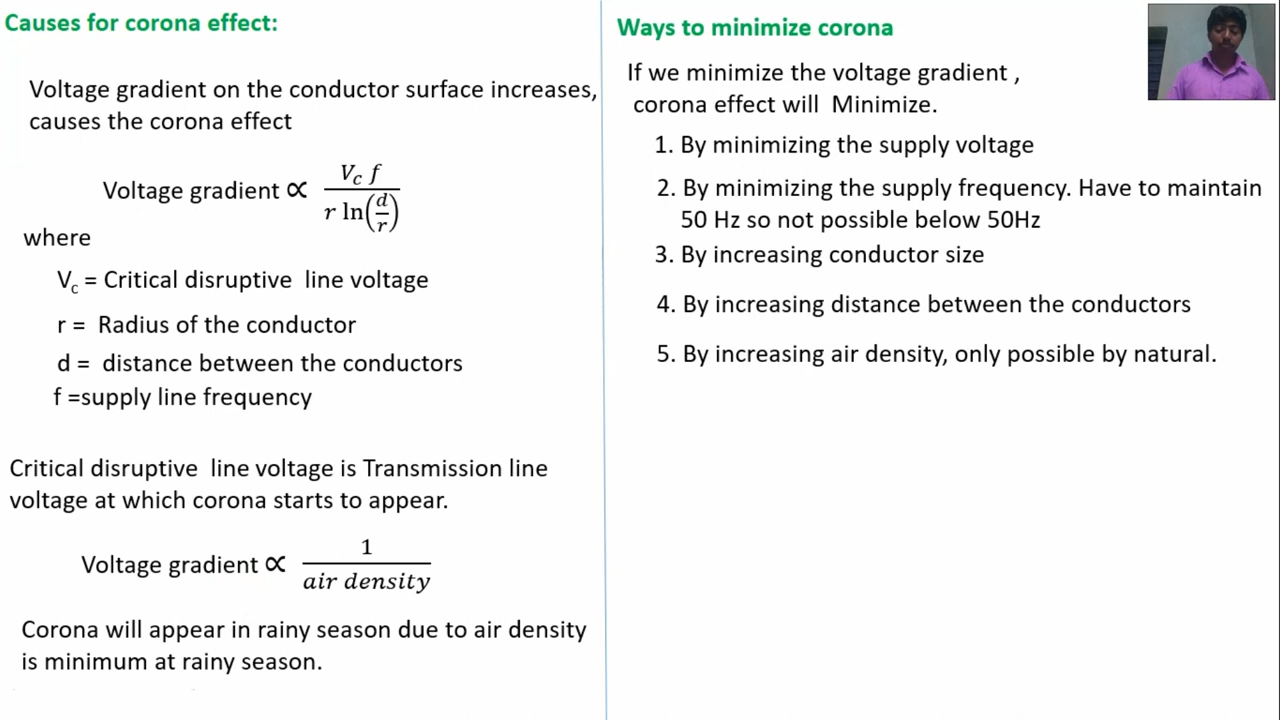 Causes for corona effect:
Voltage gradient on the conductor surface increases,
causes the corona effect
Voltage gradient ∝ V_c f / (r ln(d/r))
where
V_c = Critical disruptive line voltage
r = Radius of the conductor
d = distance between the conductors
f =supply line frequency
Critical disruptive line voltage is Transmission line
voltage at which corona starts to appear.
Voltage gradient ∝ 1 / air density
Corona will appear in rainy season due to air density
is minimum at rainy season.
Ways to minimize corona
If we minimize the voltage gradient ,
corona effect will Minimize.
1. By minimizing the supply voltage
2. By minimizing the supply frequency. Have to maintain
50 Hz so not possible below 50Hz
3. By increasing conductor size
4. By increasing distance between the conductors
5. By increasing air density, only possible by natural.